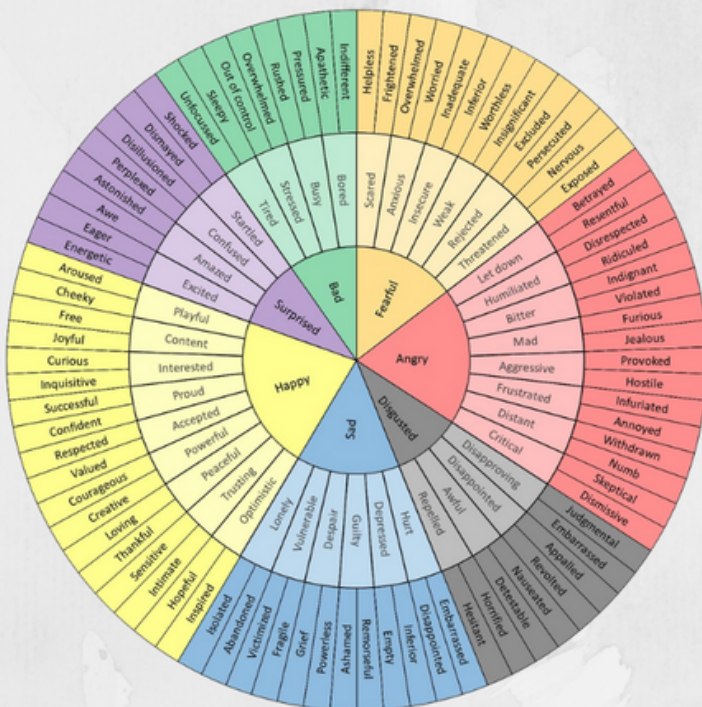 Bad
Fearful
Angry
Disgusted
Sad
Happy
Surprised
Tired
Stressed
Busy
Bored
Scared
Anxious
Insecure
Weak
Rejected
Threatened
Let down
Humiliated
Bitter
Mad
Aggressive
Frustrated
Distant
Critical
Disapproving
Disappointed
Awful
Repelled
Hurt
Depressed
Guilty
Despair
Vulnerable
Lonely
Optimistic
Trusting
Peaceful
Powerful
Accepted
Proud
Interested
Content
Playful
Excited
Amazed
Confused
Startled
Unfocussed
Sleepy
Out of control
Overwhelmed
Rushed
Pressured
Apathetic
Indifferent
Helpless
Frightened
Overwhelmed
Worried
Inadequate
Inferior
Worthless
Insignificant
Excluded
Persecuted
Nervous
Exposed
Betrayed
Resentful
Disrespected
Ridiculed
Indignant
Violated
Furious
Jealous
Provoked
Hostile
Infuriated
Annoyed
Withdrawn
Numb
Skeptical
Dismissive
Judgmental
Embarrassed
Appalled
Revolted
Nauseated
Detestable
Horrified
Hesitant
Embarrassed
Disappointed
Inferior
Empty
Remorseful
Ashamed
Powerless
Grief
Fragile
Victimized
Abandoned
Isolated
Inspired
Hopeful
Intimate
Sensitive
Thankful
Loving
Creative
Courageous
Valued
Respected
Confident
Successful
Inquisitive
Curious
Joyful
Free
Cheeky
Aroused
Energetic
Eager
Awe
Astonished
Perplexed
Disillusioned
Dismayed
Shocked